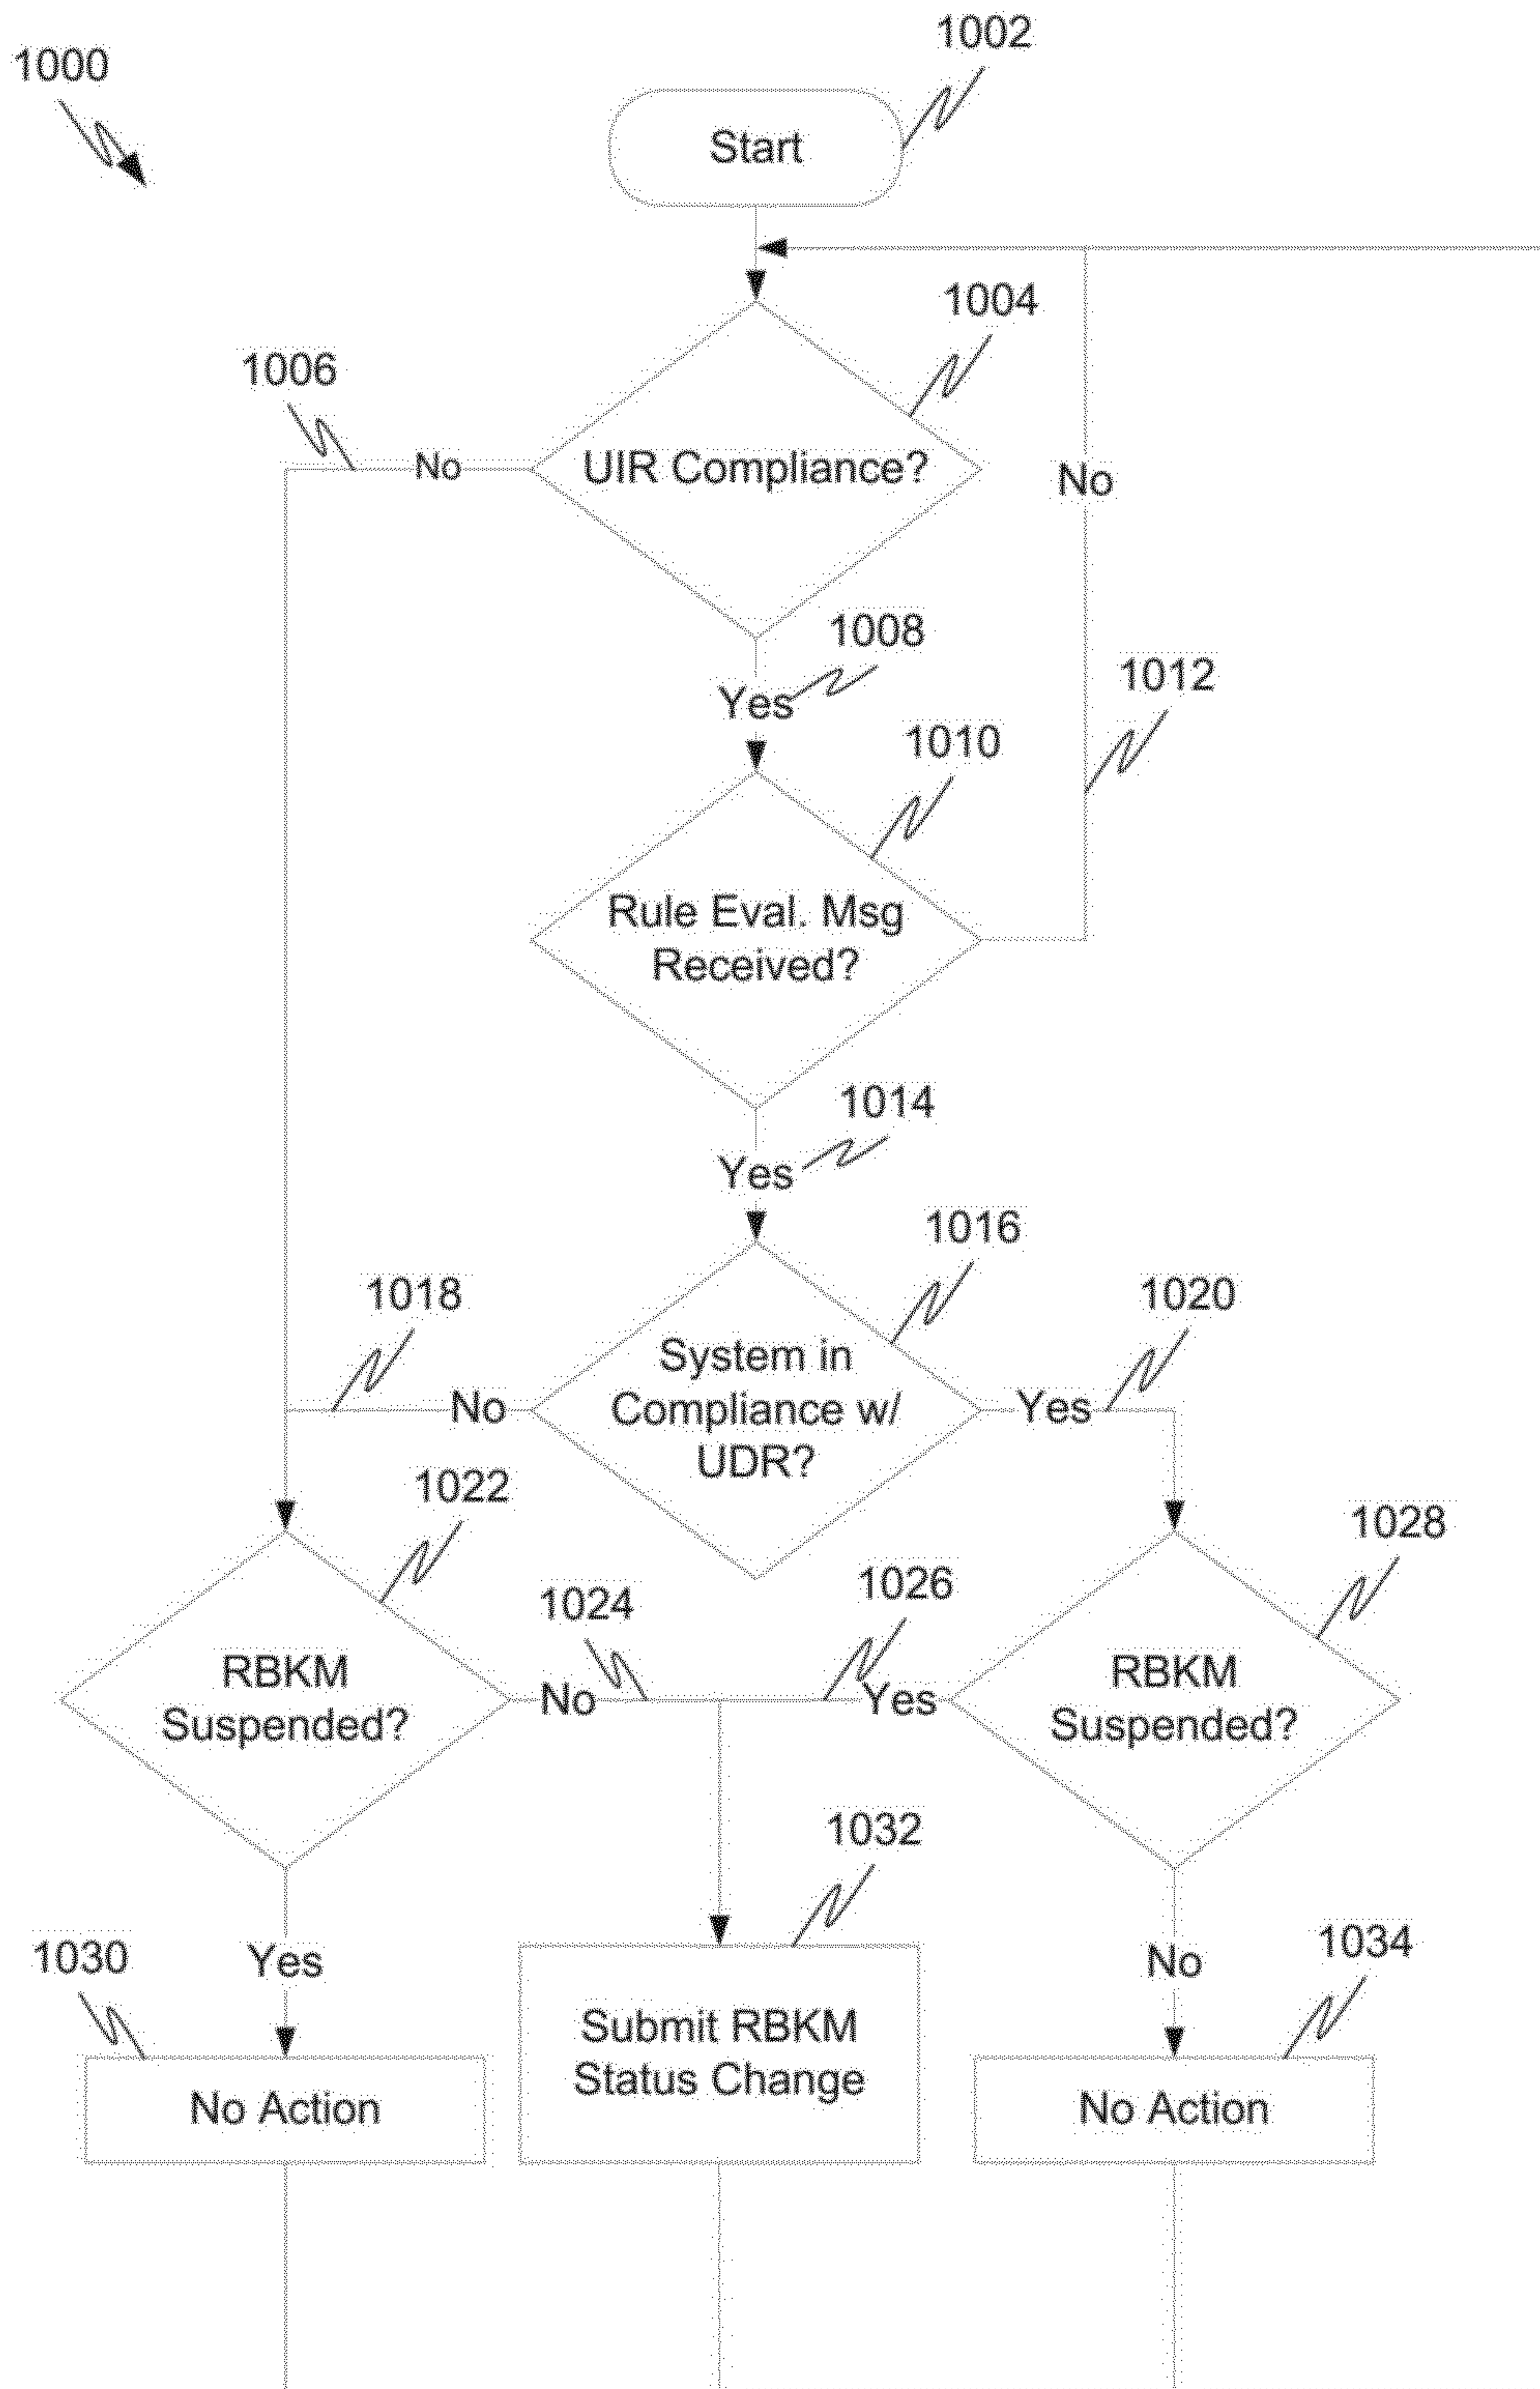 1000
1002
Start
1004
1006
No
UIR Compliance?
No
1008
1012
Yes
1010
Rule Eval. Msg
Received?
1014
Yes
1016
1018
1020
System in
No
Compliance w/
Yes
UDR?
1022
1028
1024
1026
RBKM
Suspended?
No
Yes
RBKM
Suspended?
1032
1030
Yes
No
1034
Submit RBKM
Status Change
No Action
No Action